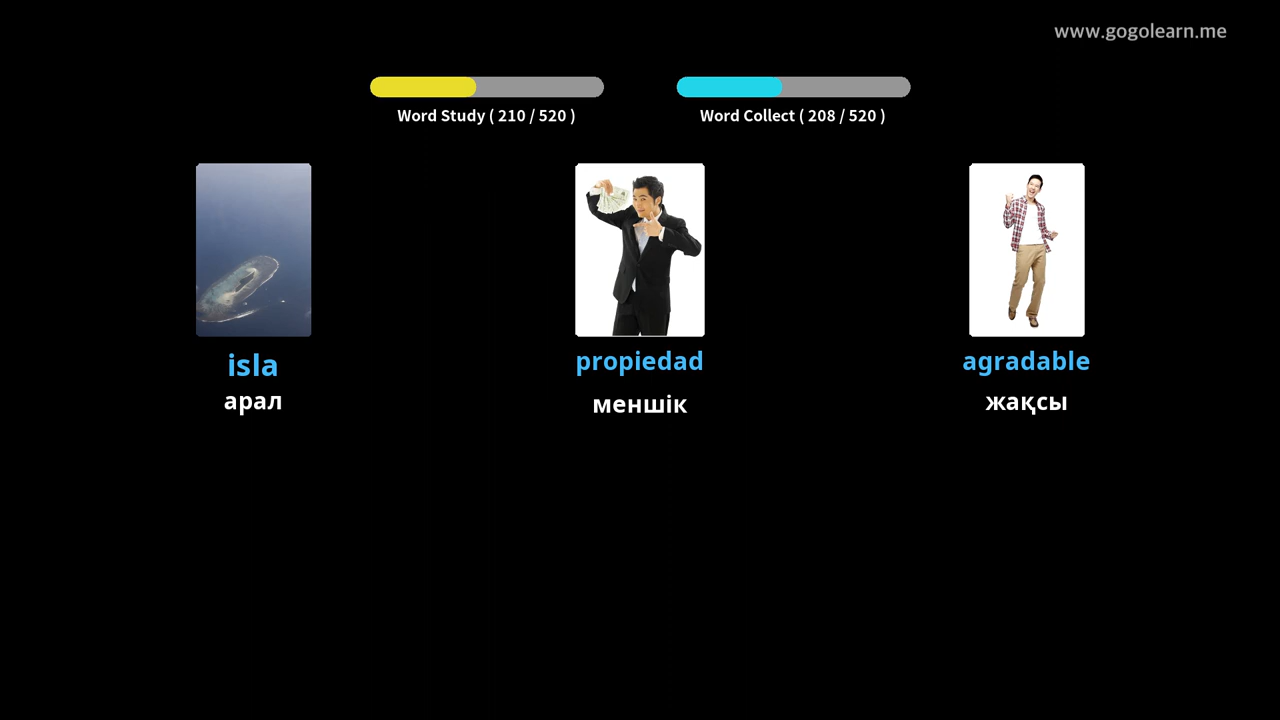 www.gogolearn.me
Word Study ( 210 / 520 )
Word Collect ( 208 / 520 )
isla
арал
propiedad
меншік
agradable
жақсы